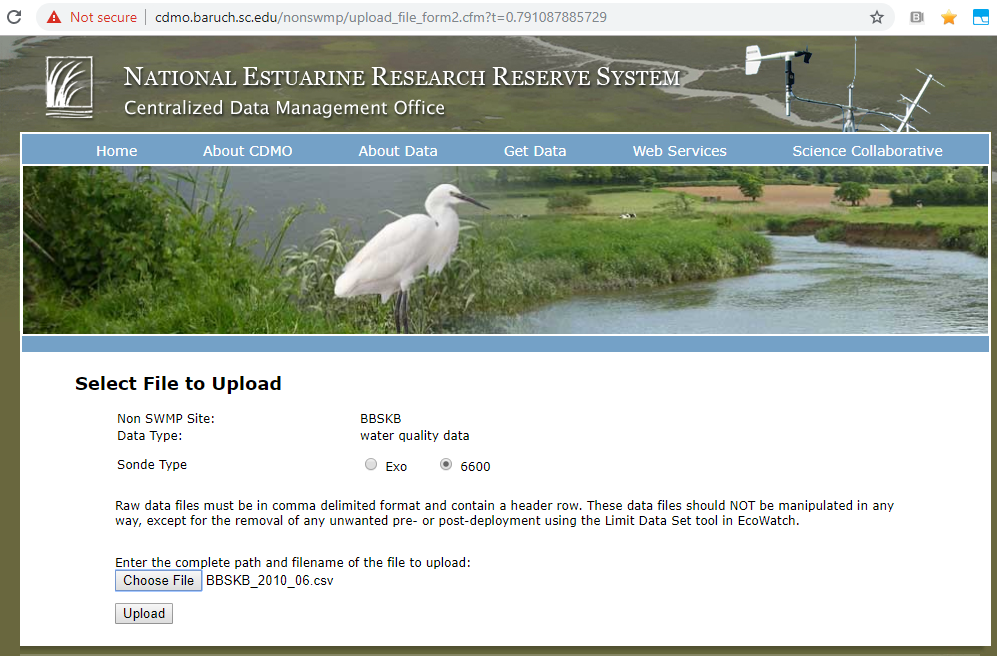 Not secure | cdmo.baruch.sc.edu/nonswmp/upload_file_form2.cfm?t=0.791087885729
NATIONAL ESTUARINE RESEARCH RESERVE SYSTEM
Centralized Data Management Office
Home About CDMO About Data Get Data Web Services Science Collaborative
Select File to Upload
Non SWMP Site: BBSKB
Data Type: water quality data
Sonde Type Exo 6600
Raw data files must be in comma delimited format and contain a header row. These data files should NOT be manipulated in any
way, except for the removal of any unwanted pre- or post-deployment using the Limit Data Set tool in EcoWatch.
Enter the complete path and filename of the file to upload:
Choose File BBSKB_2010_06.csv
Upload